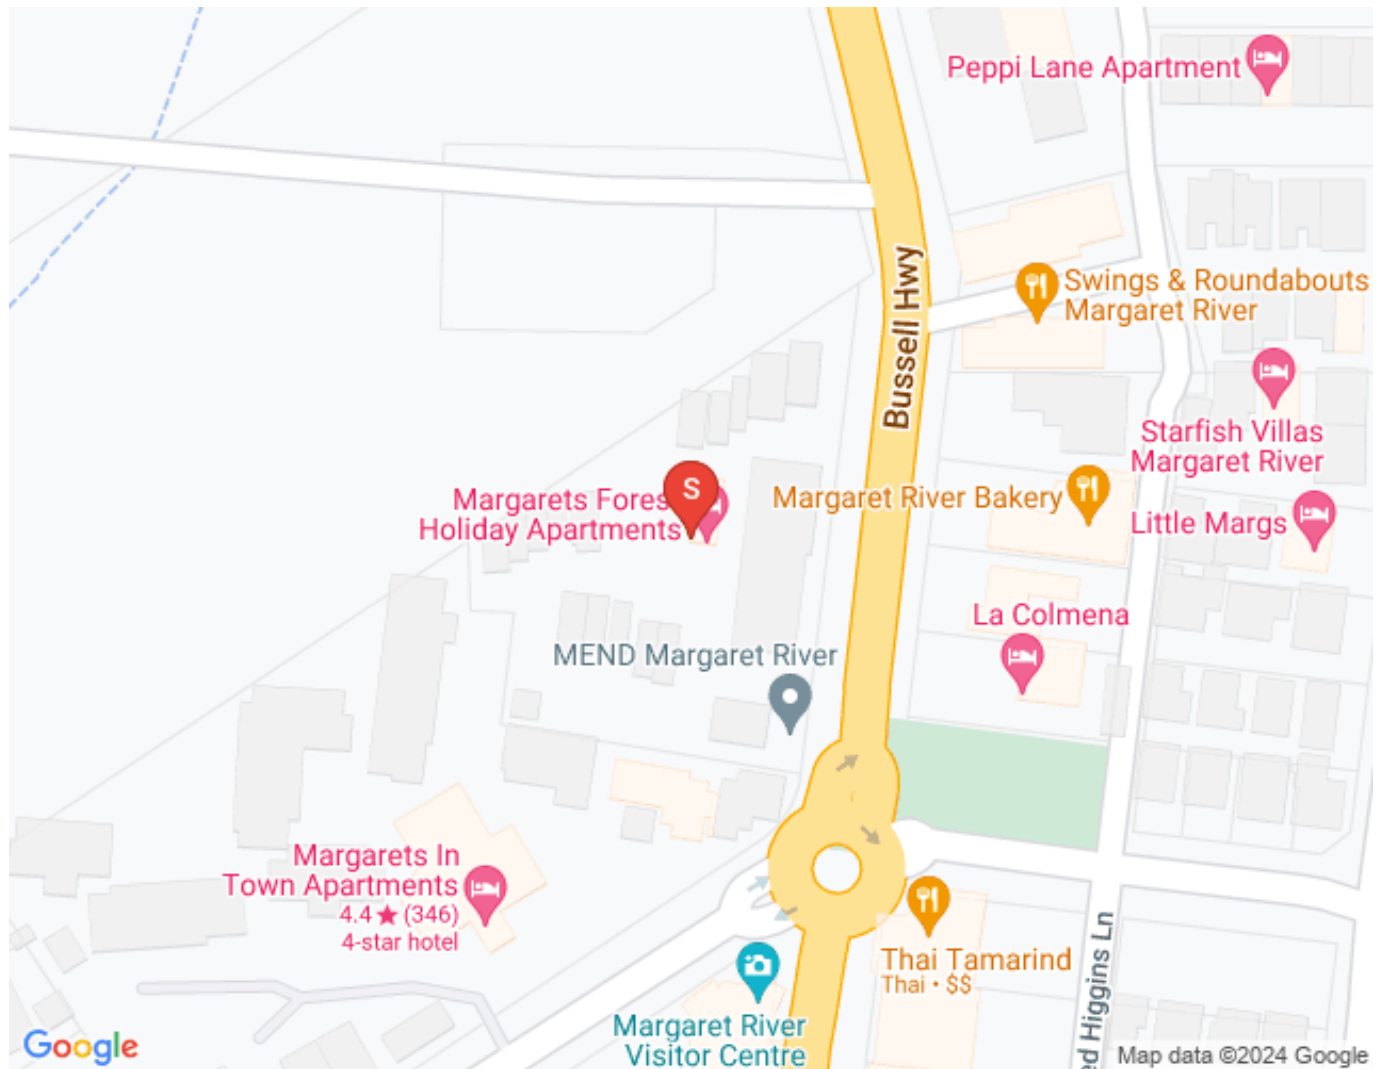 Peppi Lane Apartment
Bussell Hwy
Swings & Roundabouts
Margaret River
Starfish Villas
Margaret River
S
Margarets Fores
Holiday Apartments
Margaret River Bakery
Little Margs
La Colmena
MEND Margaret River
Margarets In
Town Apartments
4.4 ★ (346)
4-star hotel
Thai Tamarind
Thai • $$
ed Higgins Ln
Margaret River
Visitor Centre
Google
Map data ©2024 Google